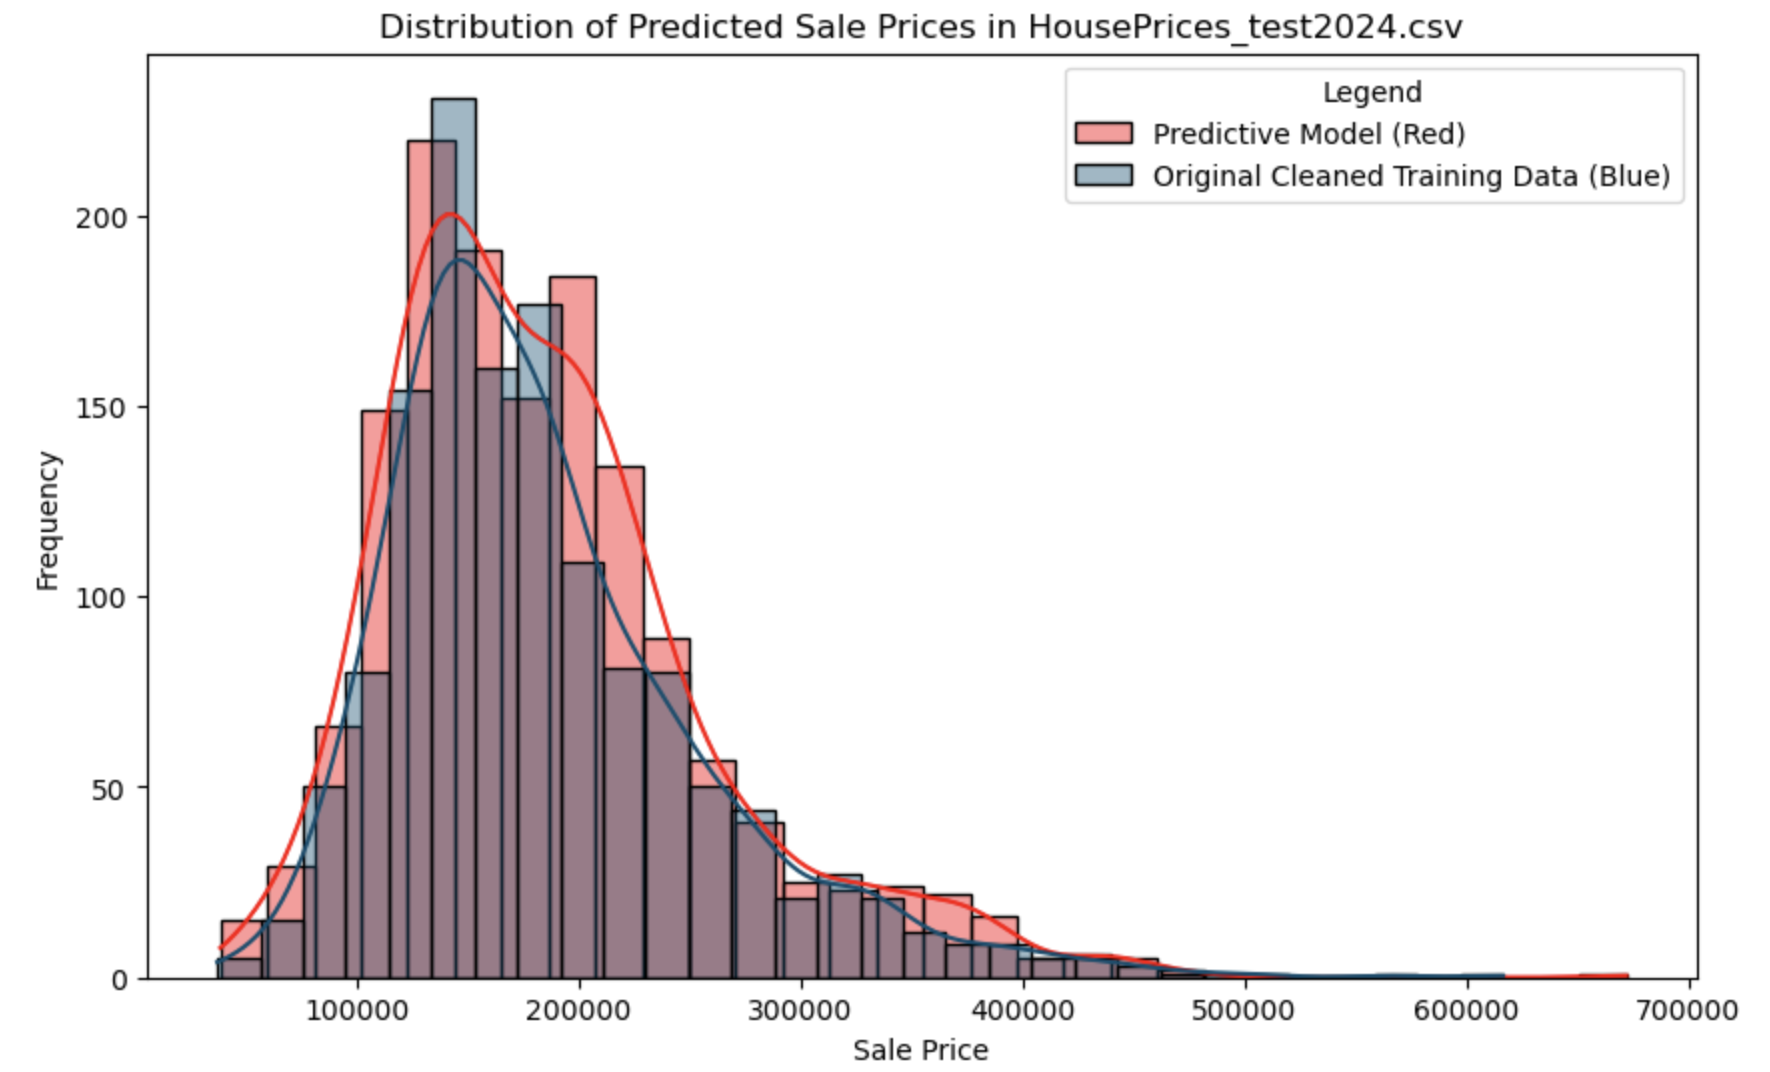 Distribution of Predicted Sale Prices in HousePrices_test2024.csv
Legend
Predictive Model (Red)
Original Cleaned Training Data (Blue)
Frequency
200
150
100
50
0
100000 200000 300000 400000 500000 600000 700000
Sale Price